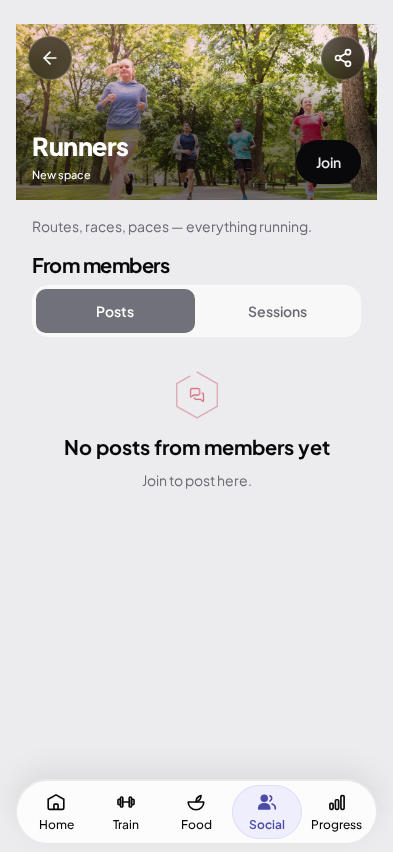 Runners
New space
Join
Routes, races, paces — everything running.
From members
Posts
Sessions
No posts from members yet
Join to post here.
Home
Train
Food
Social
Progress